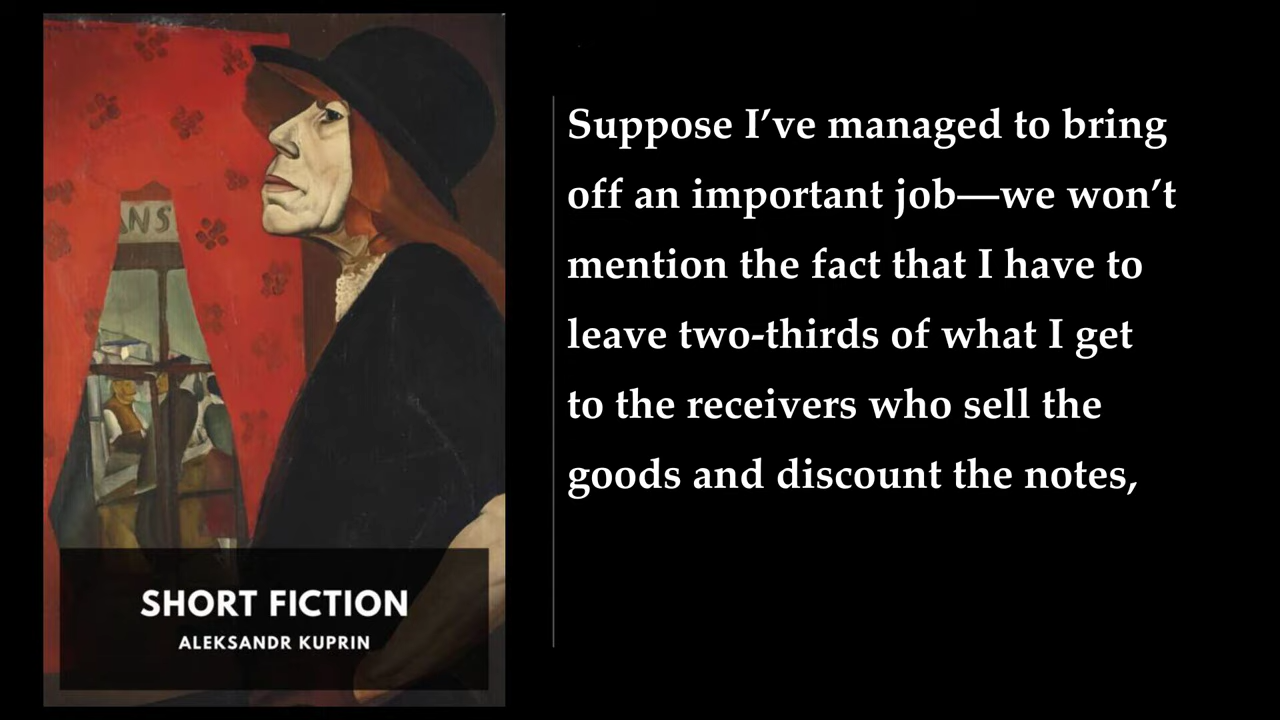 NS
SHORT FICTION
ALEKSANDR KUPRIN
Suppose I’ve managed to bring
off an important job—we won’t
mention the fact that I have to
leave two-thirds of what I get
to the receivers who sell the
goods and discount the notes,